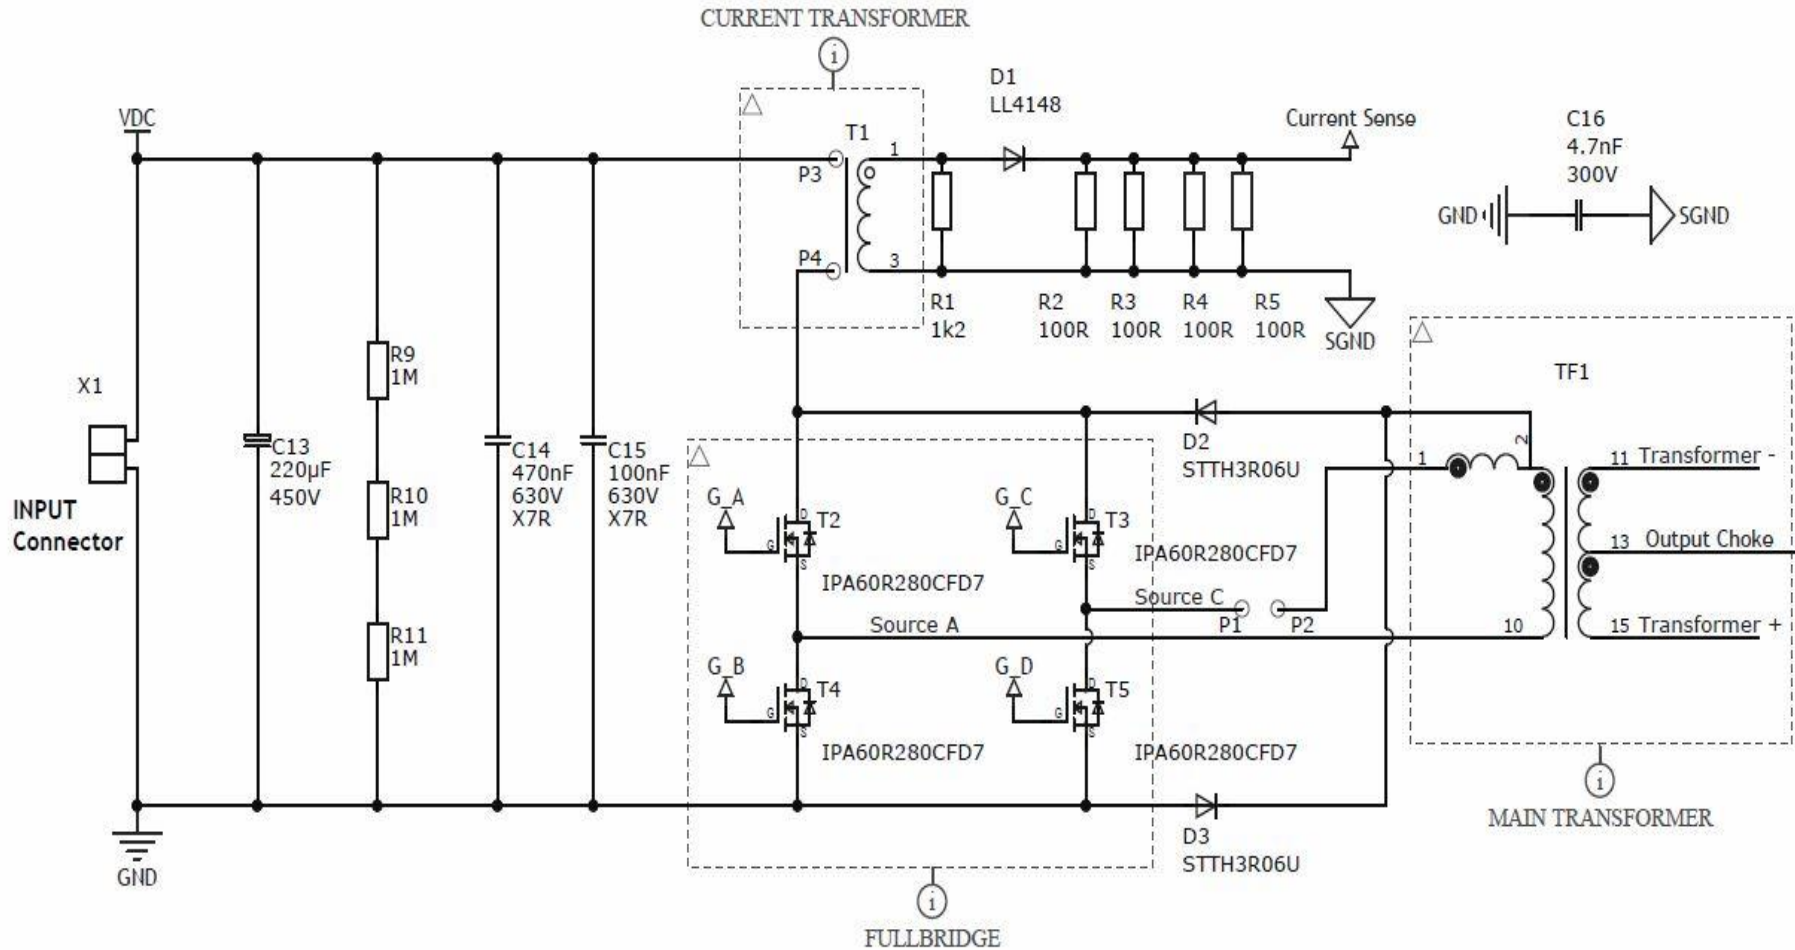 CURRENT TRANSFORMER
i
VDC
T1
P3
P4
1
3
D1
LL4148
Current Sense
C16
4.7nF
300V
GND
SGND
R1
1k2
R2
100R
R3
100R
R4
100R
R5
100R
SGND
X1
INPUT
Connector
C13
220µF
450V
R9
1M
R10
1M
R11
1M
C14
470nF
630V
X7R
C15
100nF
630V
X7R
GND
G_A
D
G
S
T2
IPA60R280CFD7
G_C
D
G
S
T3
IPA60R280CFD7
Source A
Source C
P1
P2
G_B
D
G
S
T4
IPA60R280CFD7
G_D
D
G
S
T5
IPA60R280CFD7
D2
STTH3R06U
D3
STTH3R06U
i
FULLBRIDGE
TF1
1
2
10
11 Transformer -
13 Output Choke
15 Transformer +
i
MAIN TRANSFORMER